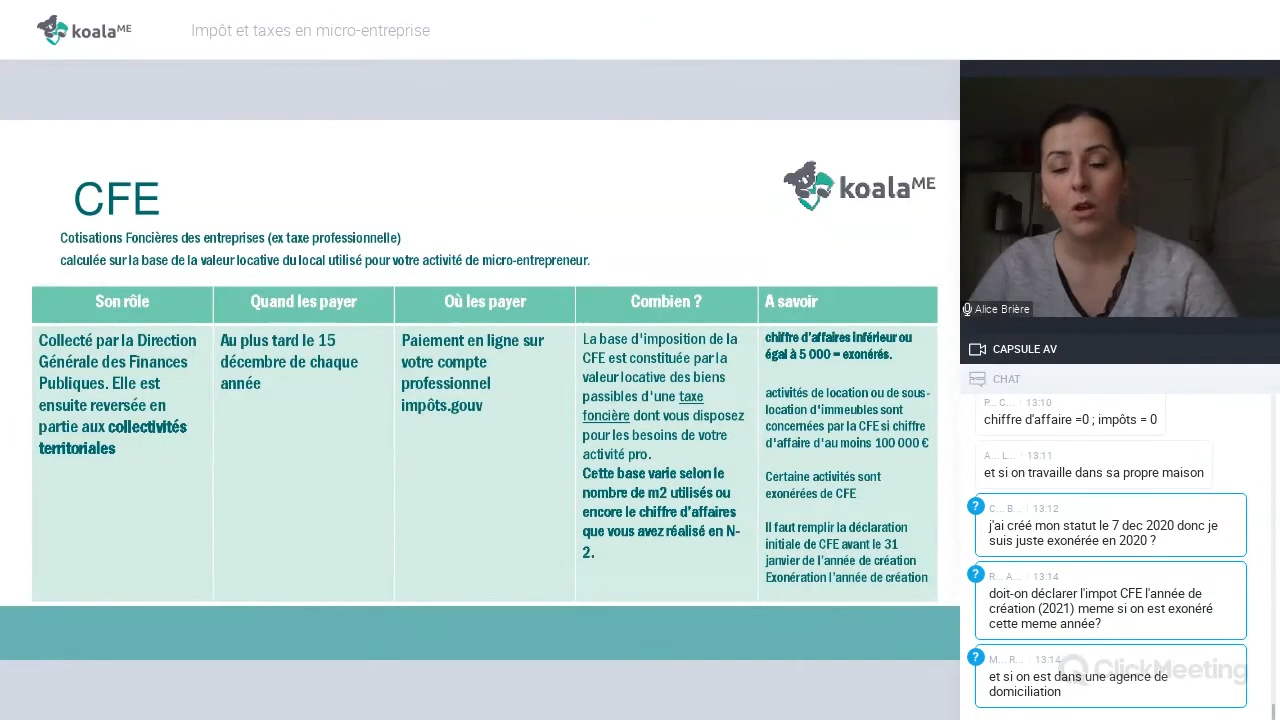 koala ME
Impôt et taxes en micro-entreprise
CFE
koala ME
Cotisations Foncières des entreprises (ex taxe professionnelle)
calculée sur la base de la valeur locative du local utilisé pour votre activité de micro-entrepreneur.
Son rôle
Quand les payer
Où les payer
Combien ?
A savoir
Collecté par la Direction
Générale des Finances
Publiques. Elle est
ensuite reversée en
partie aux collectivités
territoriales
Au plus tard le 15
décembre de chaque
année
Paiement en ligne sur
votre compte
professionnel
impôts.gouv
La base d'imposition de la
CFE est constituée par la
valeur locative des biens
passibles d'une taxe
foncière dont vous disposez
pour les besoins de votre
activité pro.
Cette base varie selon le
nombre de m2 utilisés ou
encore le chiffre d'affaires
que vous avez réalisé en N-
2.
chiffre d'affaires inférieur ou
égal à 5 000 = exonérés.
activités de location ou de sous-
location d'immeubles sont
concernées par la CFE si chiffre
d'affaire d'au moins 100 000 €
Certaine activités sont
exonérées de CFE
Il faut remplir la déclaration
initiale de CFE avant le 31
janvier de l'année de création
Exonération l'année de création
Alice Brière
CAPSULE AV
CHAT
P... C... 13:10
chiffre d'affaire =0 ; impôts = 0
A... L... 13:11
et si on travaille dans sa propre maison
? C... B... 13:12
j'ai créé mon statut le 7 dec 2020 donc je
suis juste exonérée en 2020 ?
? R... A... 13:14
doit-on déclarer l'impot CFE l'année de
création (2021) meme si on est exonéré
cette meme année?
? M... R... 13:14
et si on est dans une agence de
domiciliation
ClickMeeting